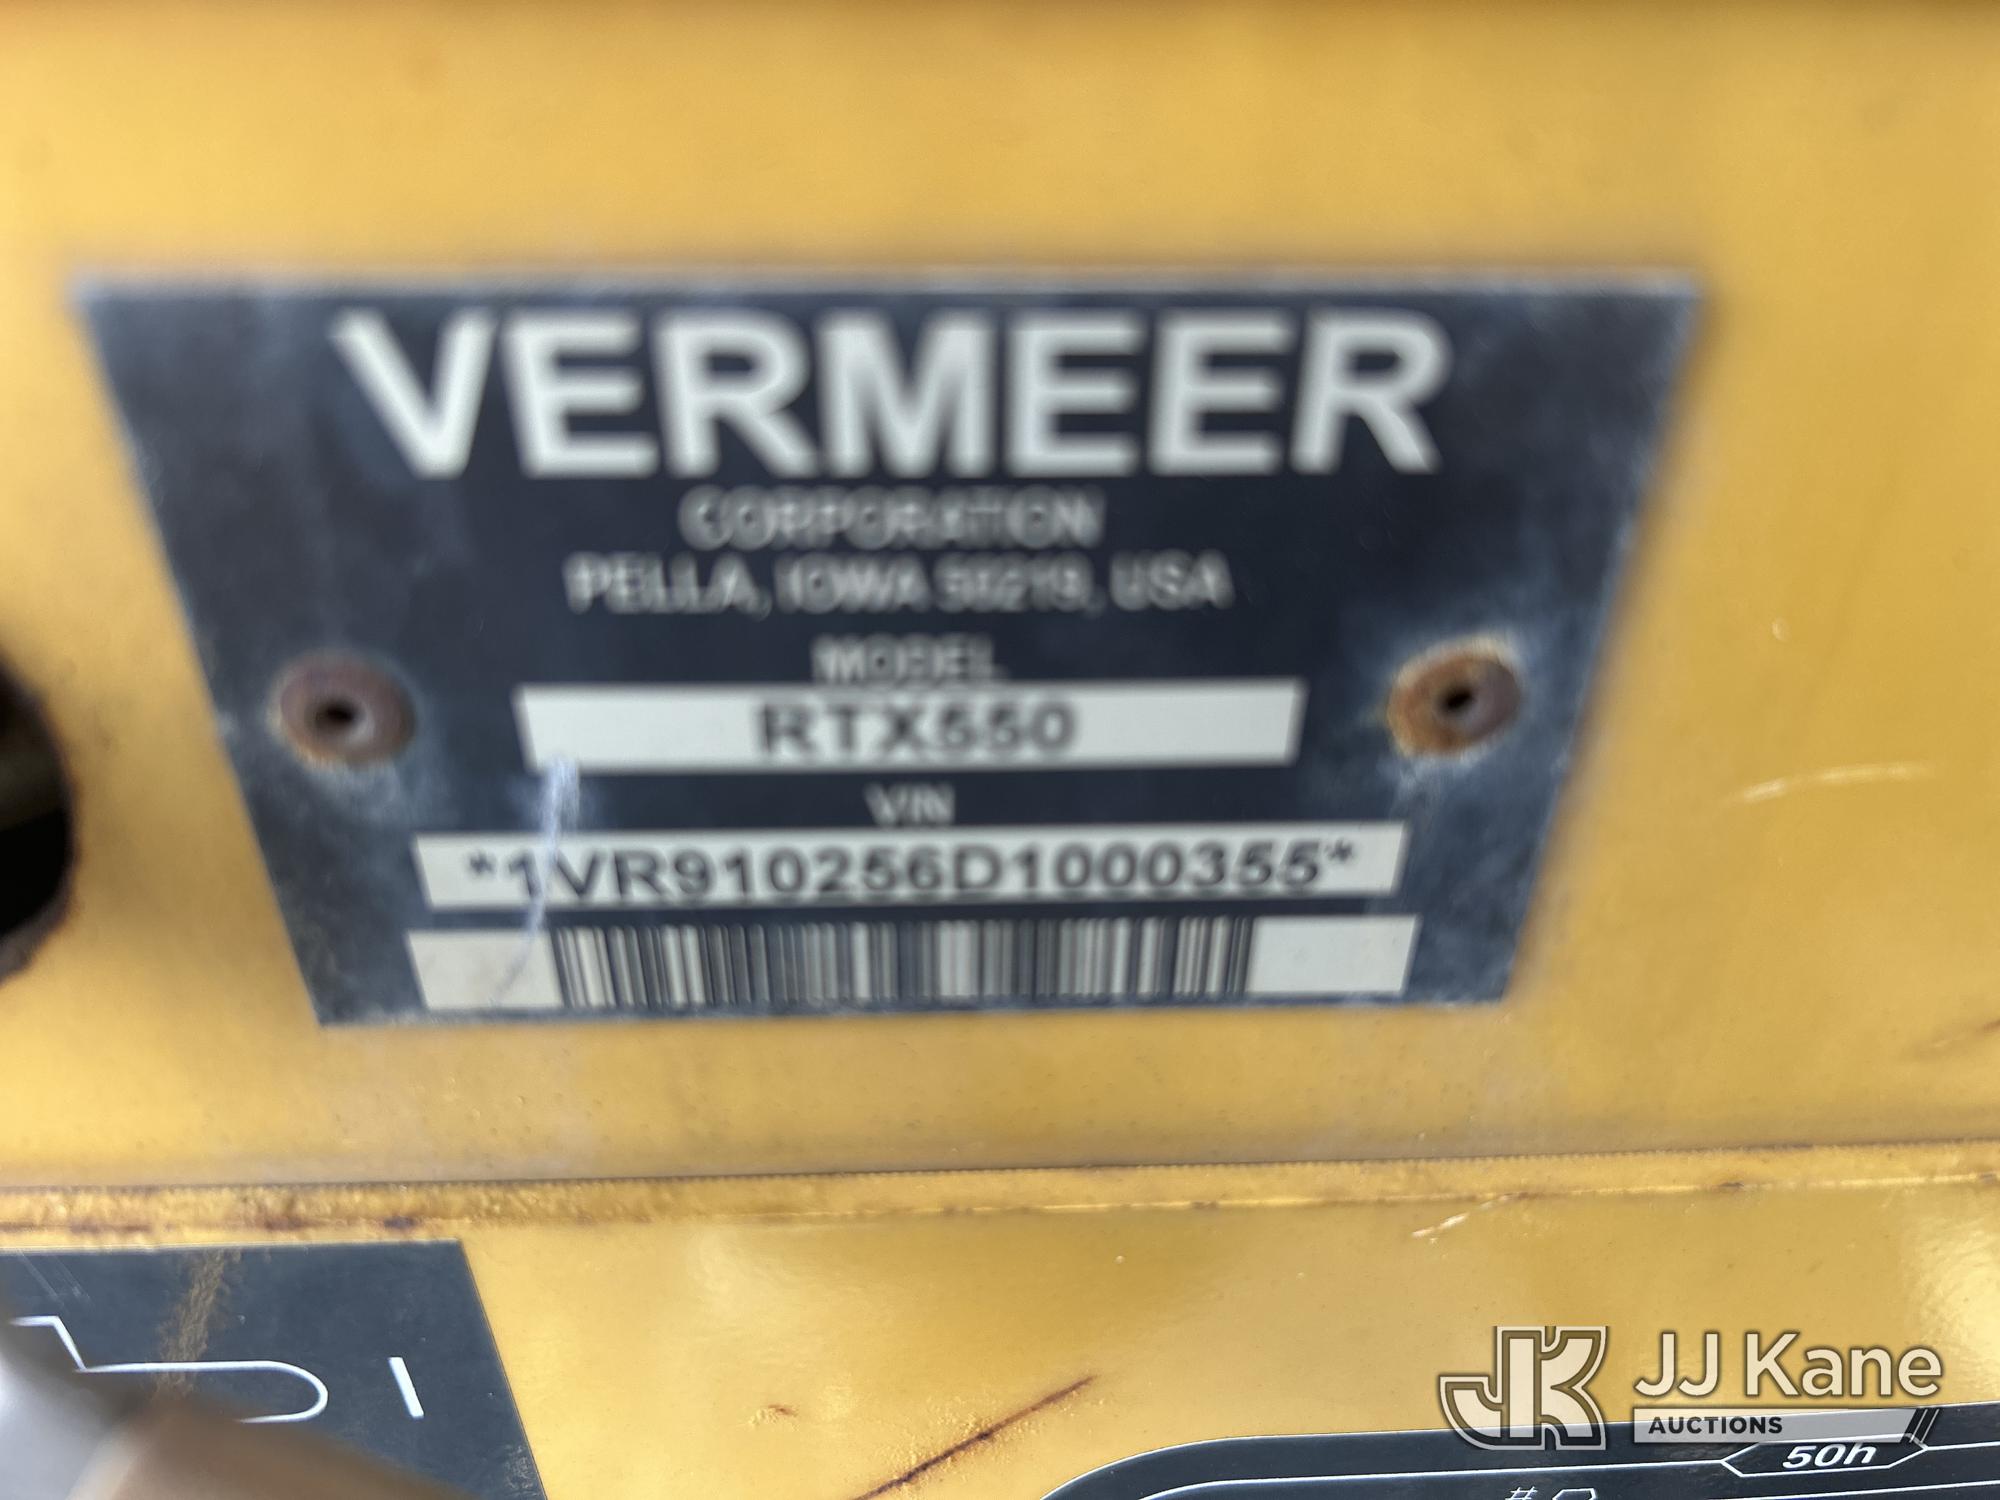 VERMEER
CORPORATION
PELLA, IOWA 50219, USA
MODEL
RTX550
VIN
*1VR910256D1000355*
JJ Kane
AUCTIONS
50h
#